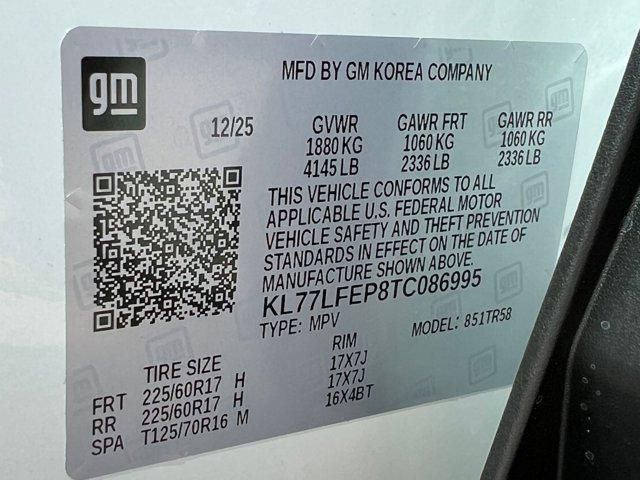 gm
MFD BY GM KOREA COMPANY
12/25 GVWR GAWR FRT GAWR RR
1880 KG 1060 KG 1060 KG
4145 LB 2336 LB 2336 LB
THIS VEHICLE CONFORMS TO ALL
APPLICABLE U.S. FEDERAL MOTOR
VEHICLE SAFETY AND THEFT PREVENTION
STANDARDS IN EFFECT ON THE DATE OF
MANUFACTURE SHOWN ABOVE.
KL77LFEP8TC086995
TYPE: MPV MODEL: 851TR58
TIRE SIZE RIM
FRT 225/60R17 H 17X7J
RR 225/60R17 H 17X7J
SPA T125/70R16 M 16X4BT